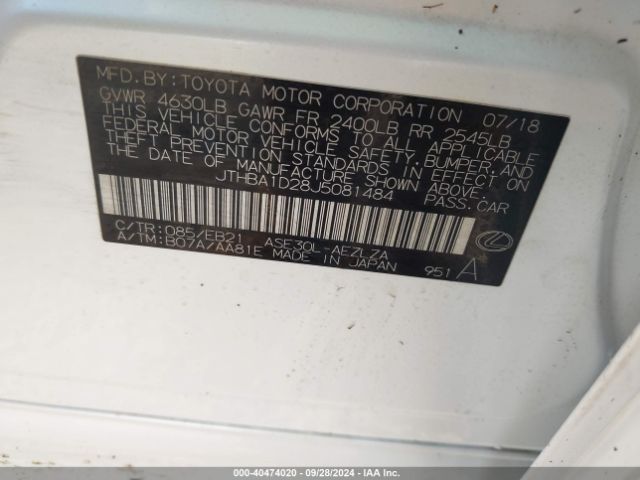 MFD. BY: TOYOTA MOTOR CORPORATION 07/18
GVWR 4630LB GAWR FR 2400LB RR 2545LB
THIS VEHICLE CONFORMS TO ALL APPLICABLE
FEDERAL MOTOR VEHICLE SAFETY, BUMPER, AND
THEFT PREVENTION STANDARDS IN EFFECT ON
THE DATE OF MANUFACTURE SHOWN ABOVE.
JTHBA1D28J5081484 PASS.CAR
C/TR: 085/EB21 ASE30L-AEZLZA
A/TM: B07A/AA81E MADE IN JAPAN 951 A
000-40474020 - 09/28/2024 - IAA Inc.